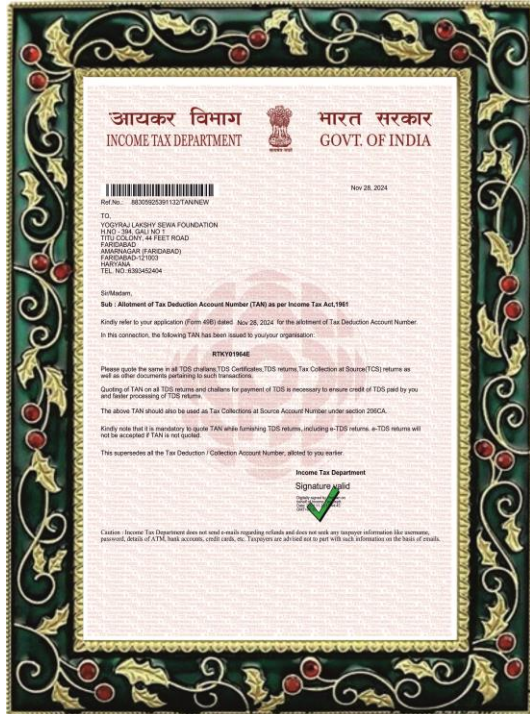 आयकर विभाग
INCOME TAX DEPARTMENT
भारत सरकार
GOVT. OF INDIA
Nov 28, 2024
Ref.No. 88305925391132/TAN/NEW
TO,
YOGYRAJ LAKSHY SEWA FOUNDATION
H.NO - 394, GALI NO 1
TITU COLONY, 44 FEET ROAD
FARIDABAD
AMARNAGAR (FARIDABAD)
FARIDABAD-121003
HARYANA
TEL. NO.:6393452404
Sir/Madam,
Sub : Allotment of Tax Deduction Account Number (TAN) as per Income Tax Act,1961
Kindly refer to your application (Form 49B) dated Nov 28, 2024 for the allotment of Tax Deduction Account Number
In this connection, the following TAN has been issued to you/your organisation:
RTKY01964E
Please quote the same in all TDS challans,TDS Certificates,TDS returns,Tax Collection at Source(TCS) returns as
well as other documents pertaining to such transactions.
Quoting of TAN on all TDS returns and challans for payment of TDS is necessary to ensure credit of TDS paid by you
and faster processing of TDS returns.
The above TAN should also be used as Tax Collections at Source Account Number under section 206CA.
Kindly note that it is mandatory to quote TAN while furnishing TDS returns, including e-TDS returns. e-TDS returns will
not be accepted if TAN is not quoted.
This supersedes all the Tax Deduction / Collection Account Number, alloted to you earlier.
Income Tax Department
Signature valid
Caution - Income Tax Department does not send e-mails regarding refunds and does not seek any taxpayer information like username,
password, details of ATM, bank accounts, credit cards, etc. Taxpayers are advised not to part with such information on the basis of emails.